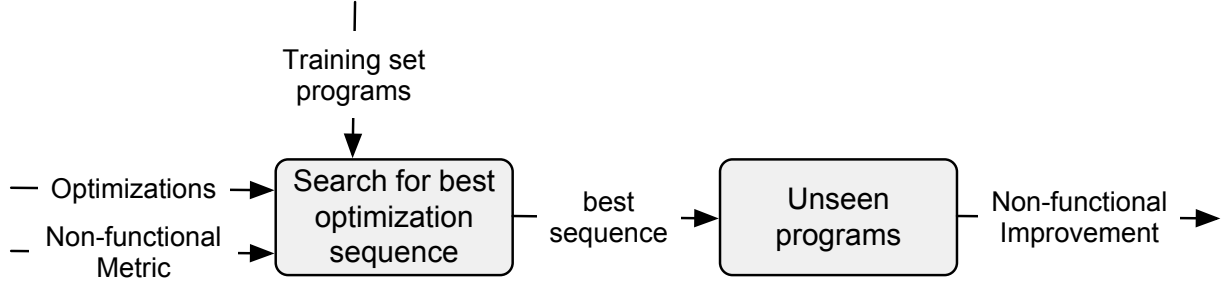 Training set
programs
Optimizations
Non-functional
Metric
Search for best
optimization
sequence
best
sequence
Unseen
programs
Non-functional
Improvement